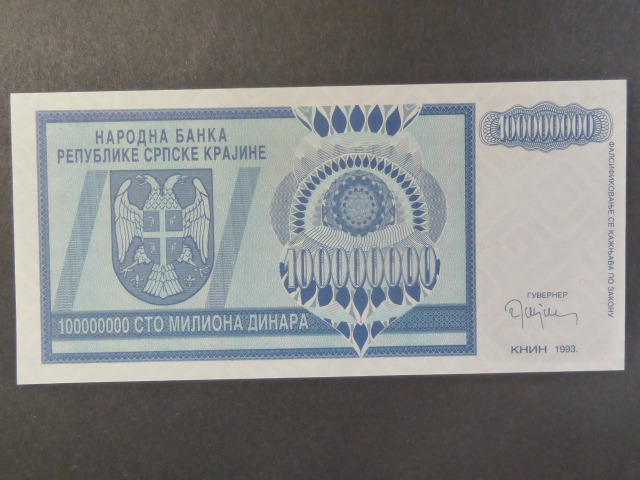 НАРОДНА БАНКА
РЕПУБЛИКЕ СРПСКЕ КРАЈИНЕ
100000000
100000000
100000000 СТО МИЛИОНА ДИНАРА
ГУВЕРНЕР
КНИН 1993.
ФАЛСИФИКОВАЊЕ СЕ КАЖЊАВА ПО ЗАКОНУ